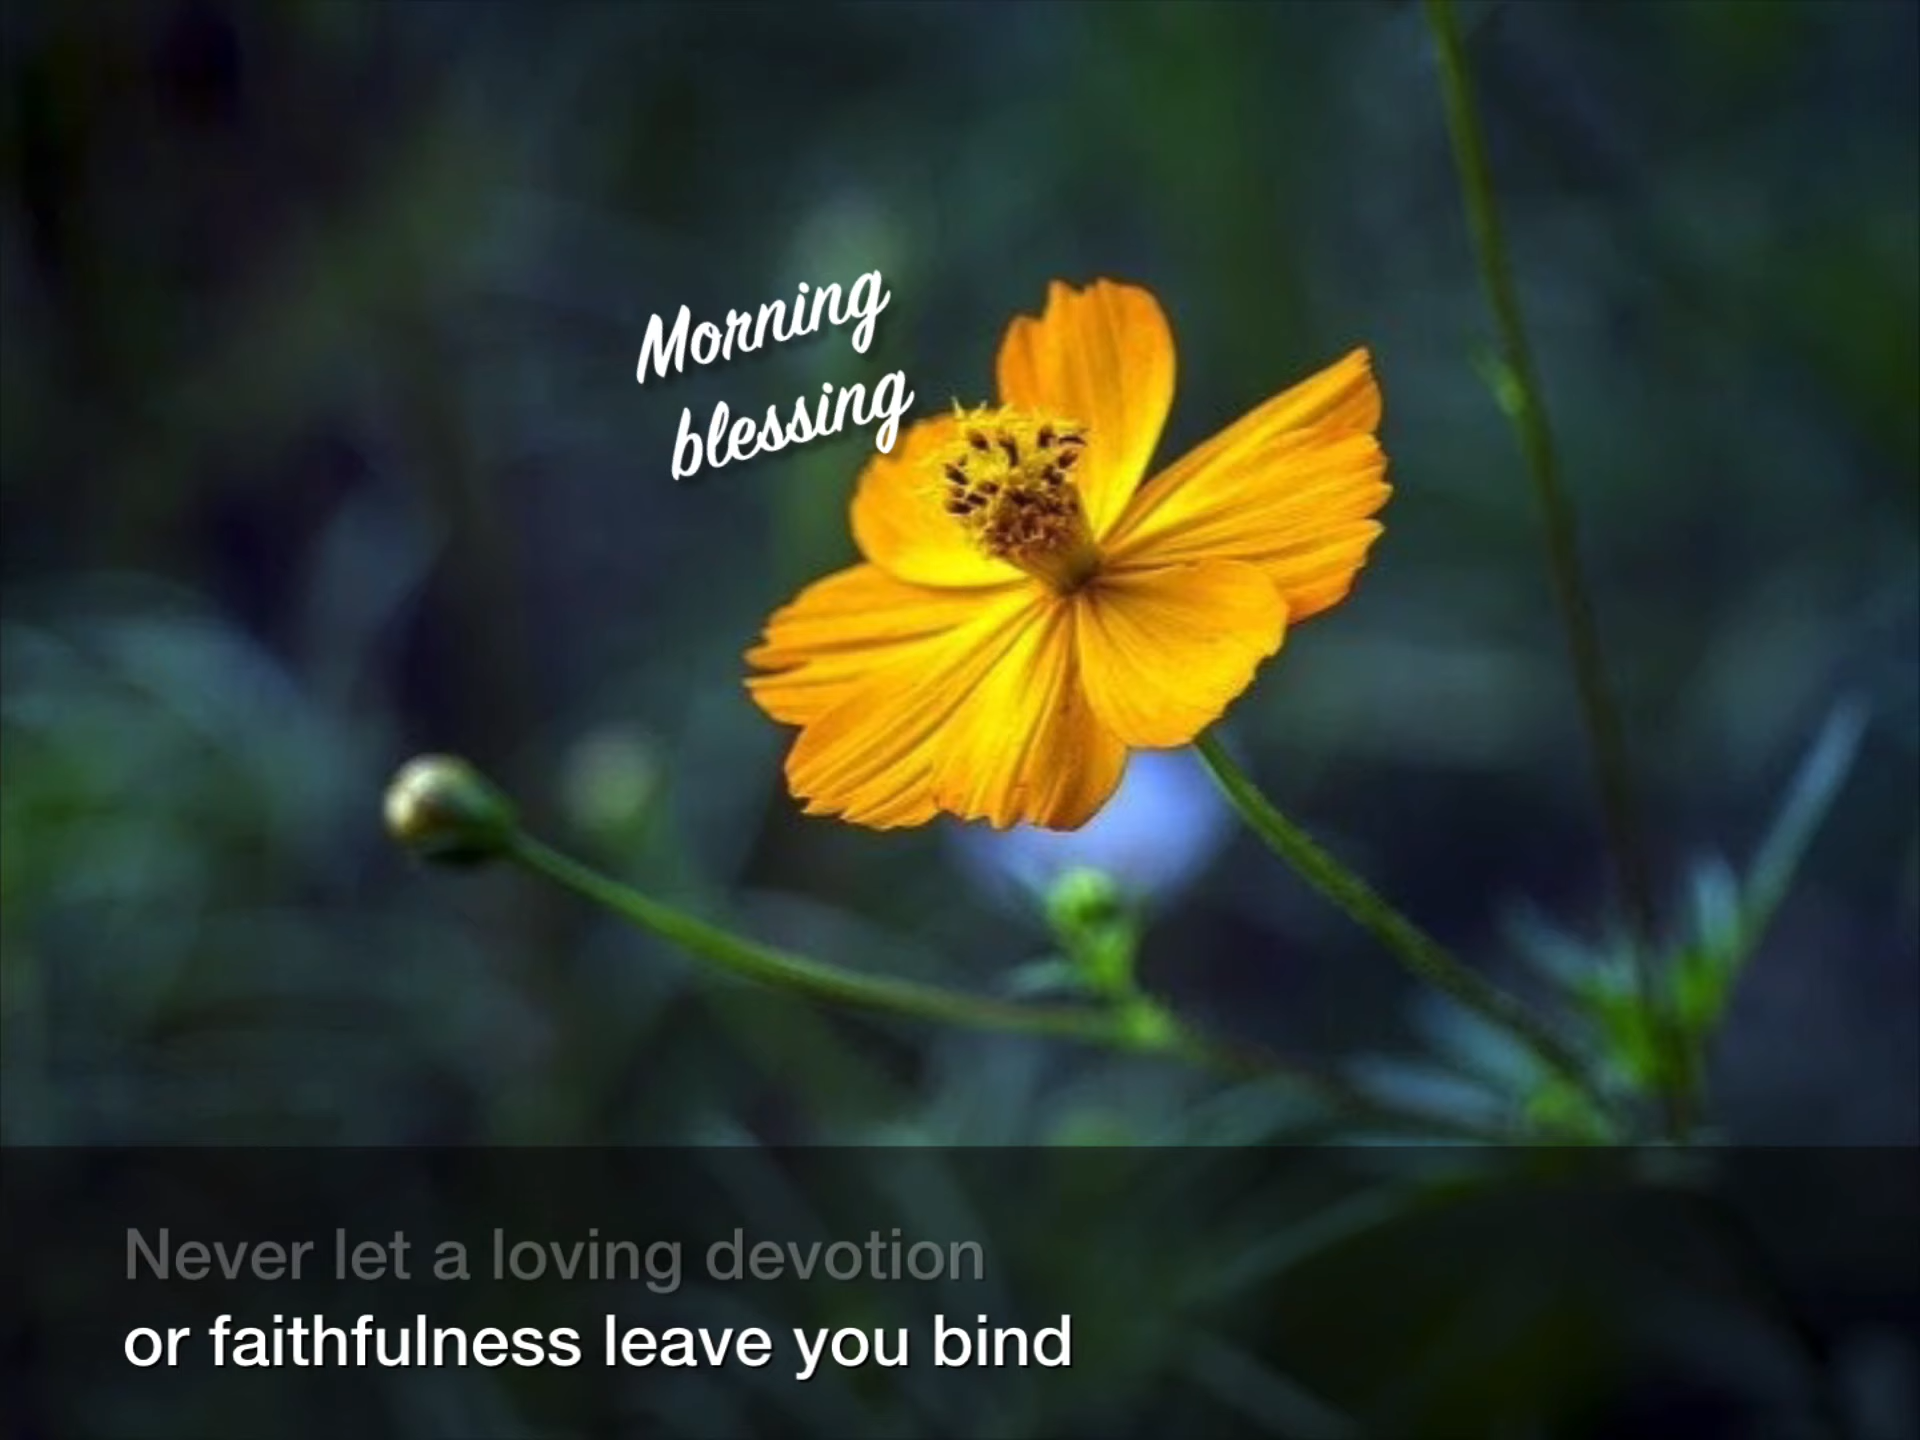 Morning
blessing
Never let a loving devotion
or faithfulness leave you bind